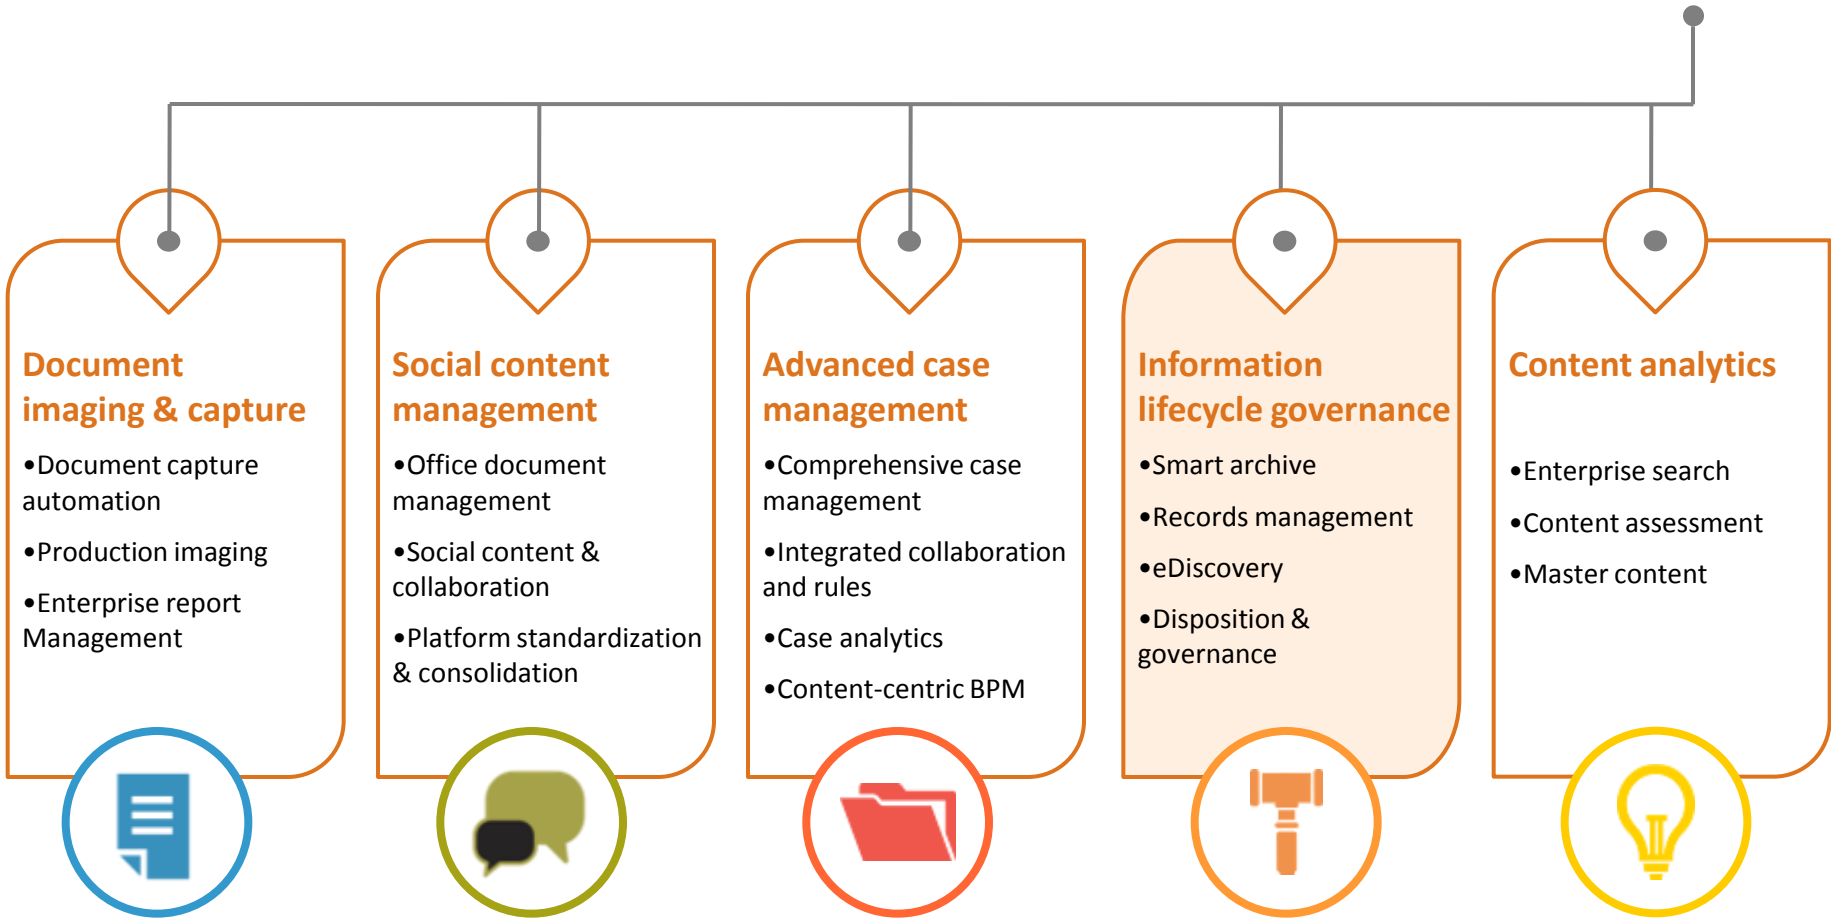 Document
imaging & capture
•Document capture
automation
•Production imaging
•Enterprise report
Management
Social content
management
•Office document
management
•Social content &
collaboration
•Platform standardization
& consolidation
Advanced case
management
•Comprehensive case
management
•Integrated collaboration
and rules
•Case analytics
•Content-centric BPM
Information
lifecycle governance
•Smart archive
•Records management
•eDiscovery
•Disposition &
governance
Content analytics
•Enterprise search
•Content assessment
•Master content